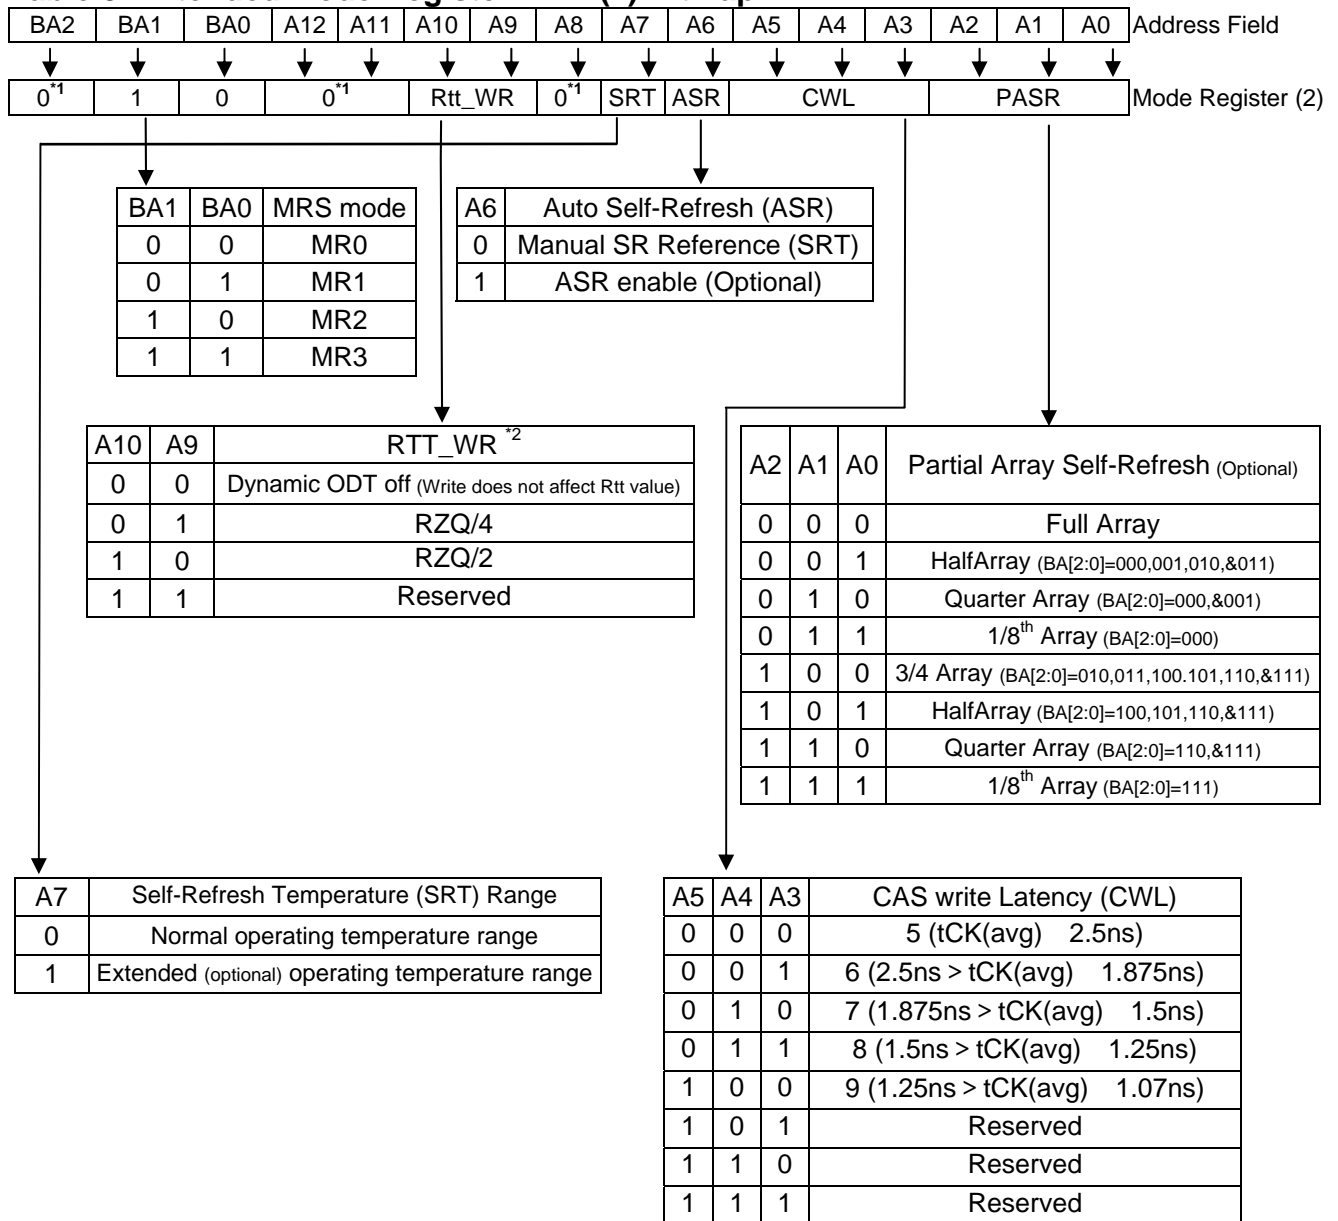 BA2 BA1 BA0 A12 A11 A10 A9 A8 A7 A6 A5 A4 A3 A2 A1 A0 Address Field
0*1 1 0 0*1 Rtt_WR 0*1 SRT ASR CWL PASR Mode Register (2)
BA1 BA0 MRS mode
0 0 MR0
0 1 MR1
1 0 MR2
1 1 MR3
A6 Auto Self-Refresh (ASR)
0 Manual SR Reference (SRT)
1 ASR enable (Optional)
A10 A9 RTT_WR *2
0 0 Dynamic ODT off (Write does not affect Rtt value)
0 1 RZQ/4
1 0 RZQ/2
1 1 Reserved
A2 A1 A0 Partial Array Self-Refresh (Optional)
0 0 0 Full Array
0 0 1 HalfArray (BA[2:0]=000,001,010,&011)
0 1 0 Quarter Array (BA[2:0]=000,&001)
0 1 1 1/8th Array (BA[2:0]=000)
1 0 0 3/4 Array (BA[2:0]=010,011,100.101,110,&111)
1 0 1 HalfArray (BA[2:0]=100,101,110,&111)
1 1 0 Quarter Array (BA[2:0]=110,&111)
1 1 1 1/8th Array (BA[2:0]=111)
A7 Self-Refresh Temperature (SRT) Range
0 Normal operating temperature range
1 Extended (optional) operating temperature range
A5 A4 A3 CAS write Latency (CWL)
0 0 0 5 (tCK(avg) 2.5ns)
0 0 1 6 (2.5ns > tCK(avg) 1.875ns)
0 1 0 7 (1.875ns > tCK(avg) 1.5ns)
0 1 1 8 (1.5ns > tCK(avg) 1.25ns)
1 0 0 9 (1.25ns > tCK(avg) 1.07ns)
1 0 1 Reserved
1 1 0 Reserved
1 1 1 Reserved